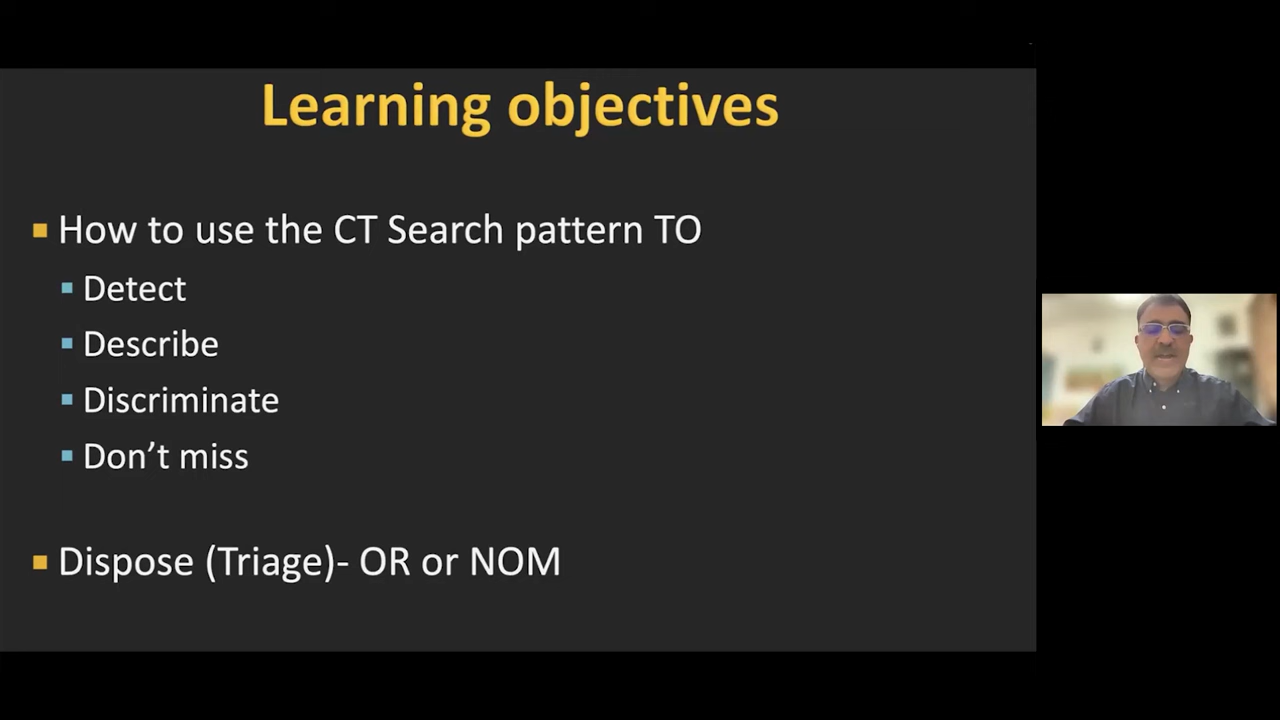 Learning objectives
How to use the CT Search pattern TO
Detect
Describe
Discriminate
Don’t miss
Dispose (Triage)- OR or NOM